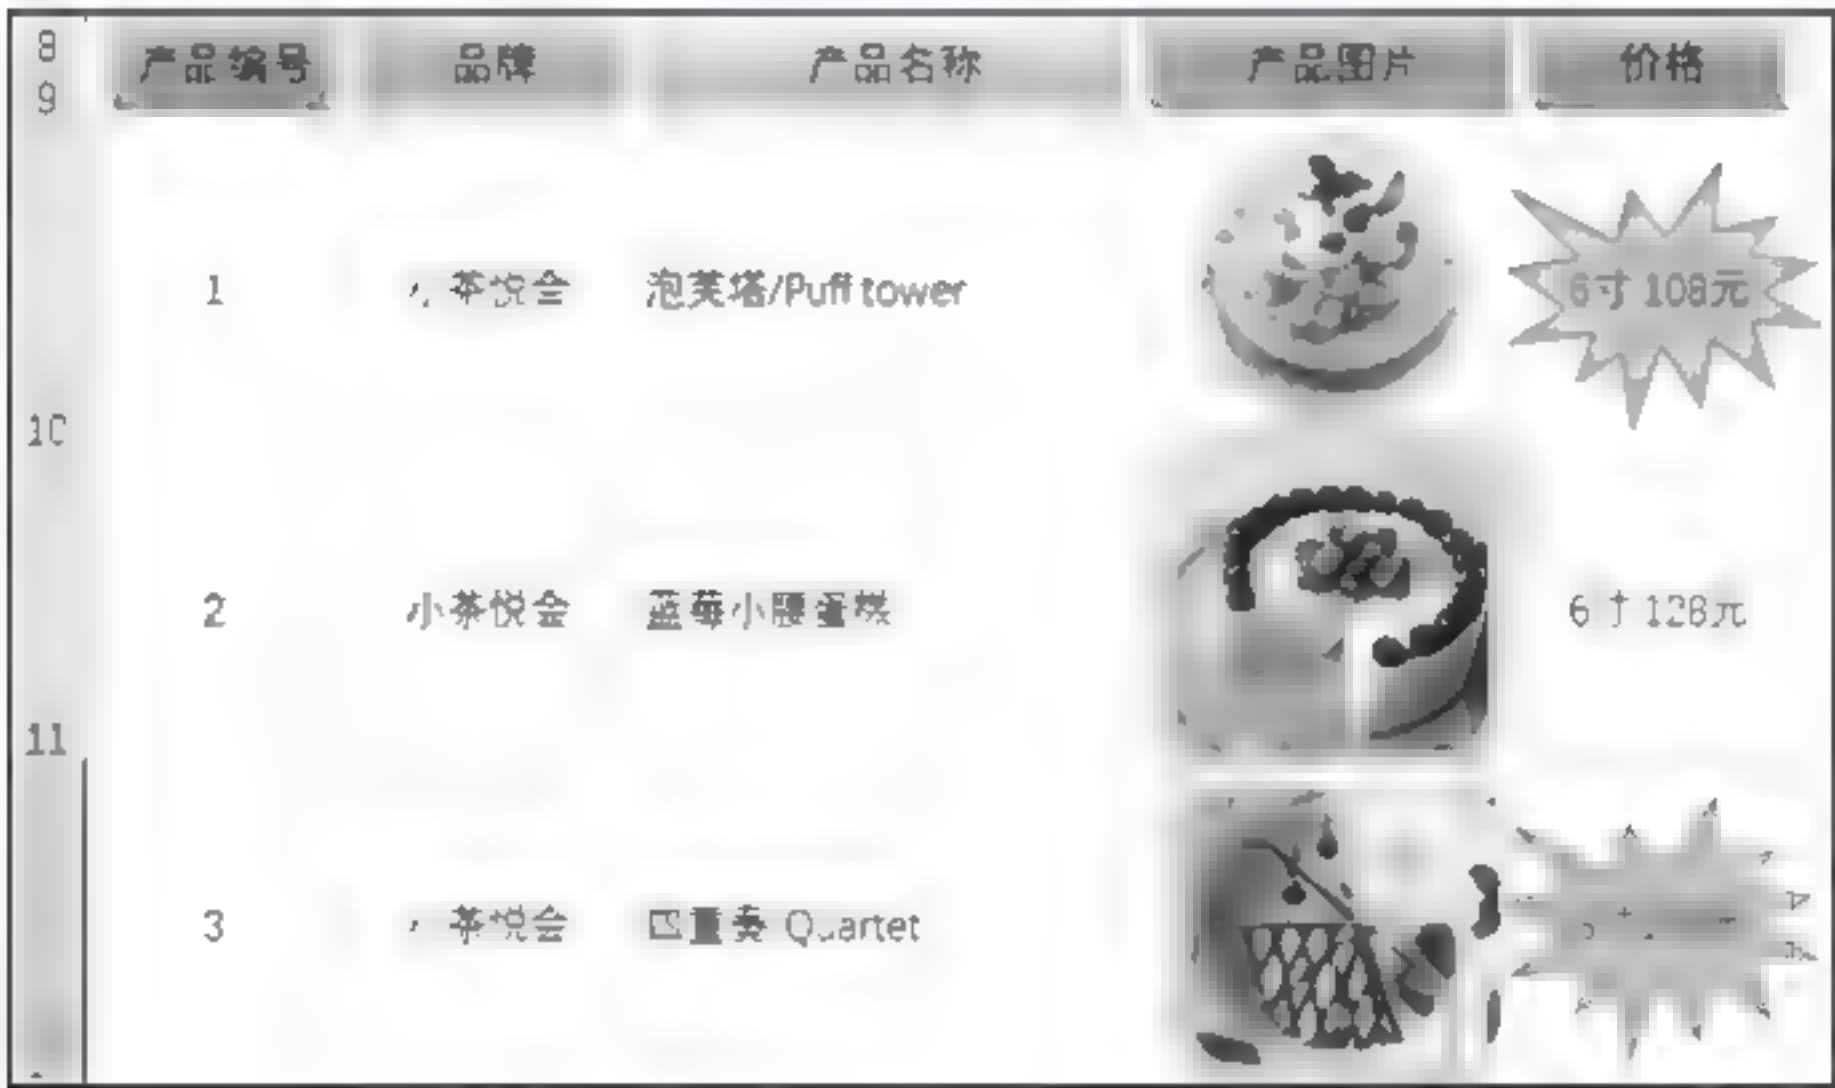 8
9
产品编号 品牌 产品名称 产品图片 价格
1 小茶悦会 泡芙塔/Puff tower 6寸 108元
10
2 小茶悦会 蓝莓小腰蛋糕 6寸 128元
11
3 小茶悦会 四重奏 Quartet